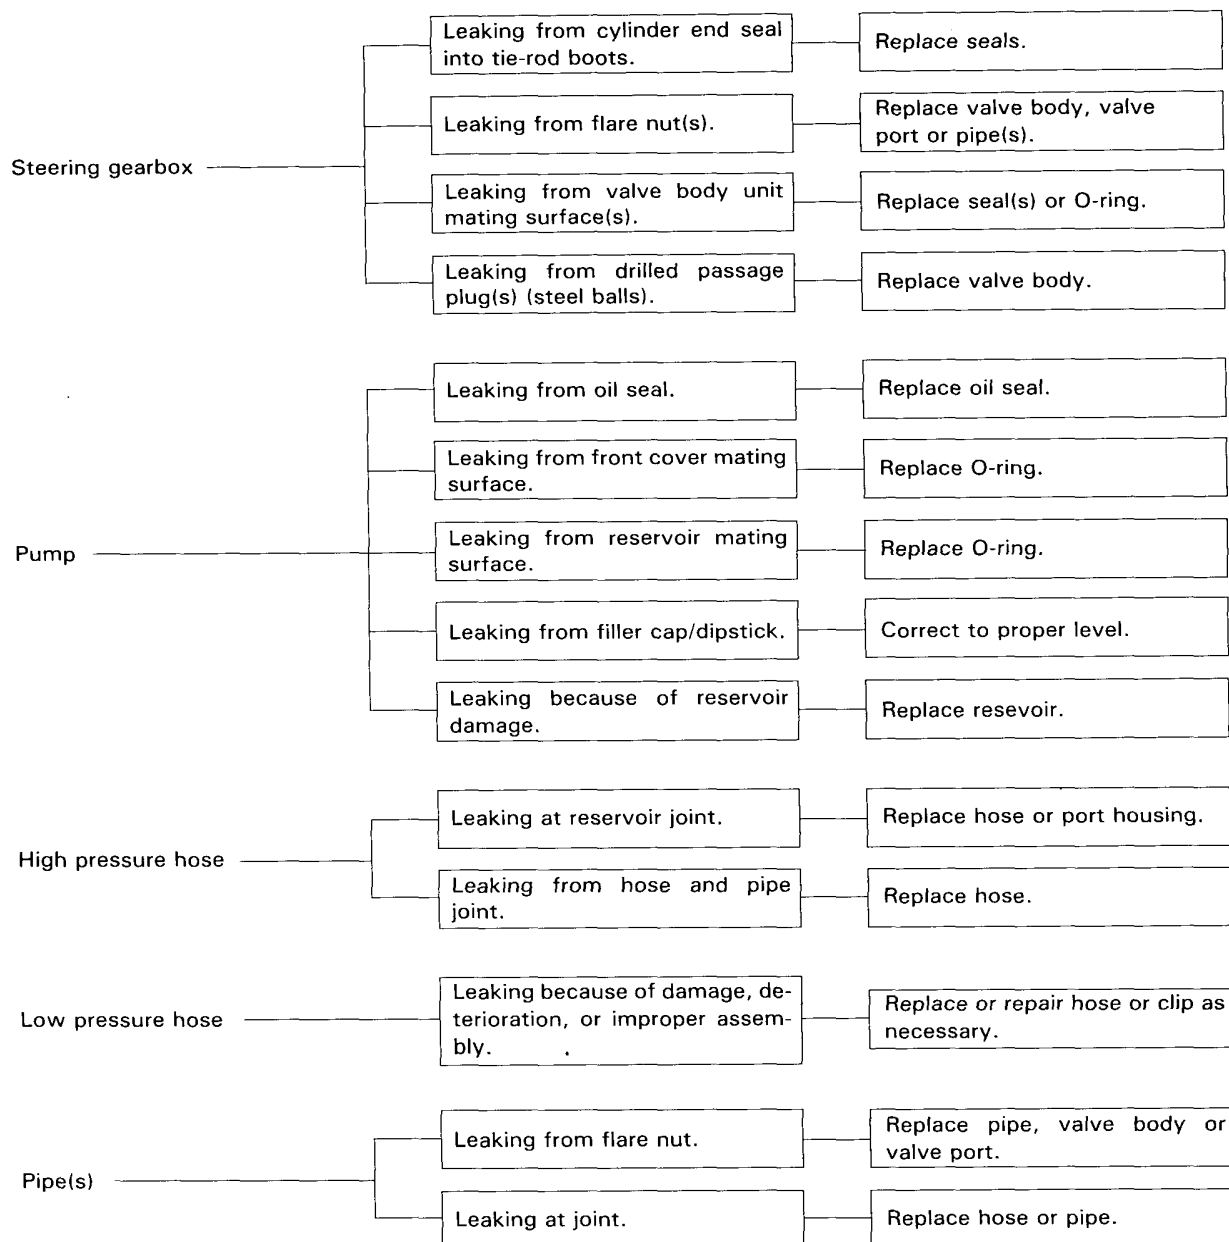 Leaking from cylinder end seal
into tie-rod boots.
Replace seals.
Leaking from flare nut(s).
Replace valve body, valve
port or pipe(s).
Steering gearbox
Leaking from valve body unit
mating surface(s).
Replace seal(s) or O-ring.
Leaking from drilled passage
plug(s) (steel balls).
Replace valve body.
Leaking from oil seal.
Replace oil seal.
Leaking from front cover mating
surface.
Replace O-ring.
Pump
Leaking from reservoir mating
surface.
Replace O-ring.
Leaking from filler cap/dipstick.
Correct to proper level.
Leaking because of reservoir
damage.
Replace resevoir.
High pressure hose
Leaking at reservoir joint.
Replace hose or port housing.
Leaking from hose and pipe
joint.
Replace hose.
Low pressure hose
Leaking because of damage, de-
terioration, or improper assem-
bly.
Replace or repair hose or clip as
necessary.
Pipe(s)
Leaking from flare nut.
Replace pipe, valve body or
valve port.
Leaking at joint.
Replace hose or pipe.